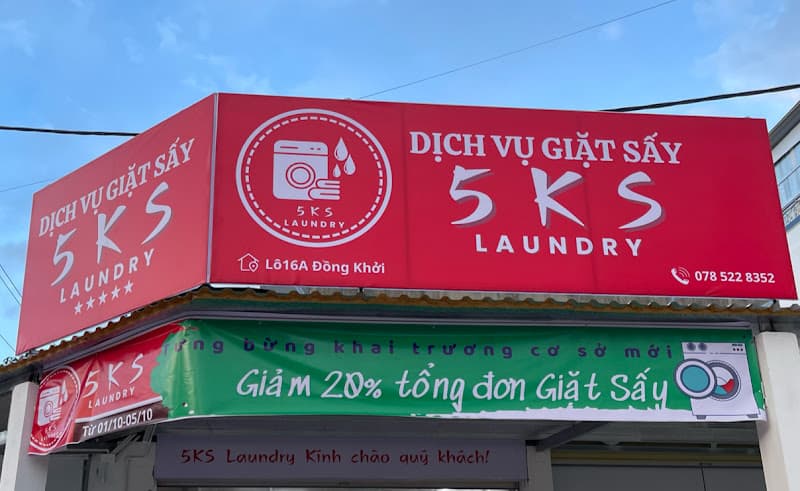 DỊCH VỤ GIẶT SẤY
5KS
LAUNDRY
★★★★★
5KS
LAUNDRY
Lô16A Đồng Khởi
DỊCH VỤ GIẶT SẤY
5KS
LAUNDRY
078 522 8352
5KS
LAUNDRY
Từ 01/10-05/10
bừng khai trương cơ sở mới
Giảm 20% tổng đơn Giặt Sấy
5KS Laundry Kính chào quý khách!